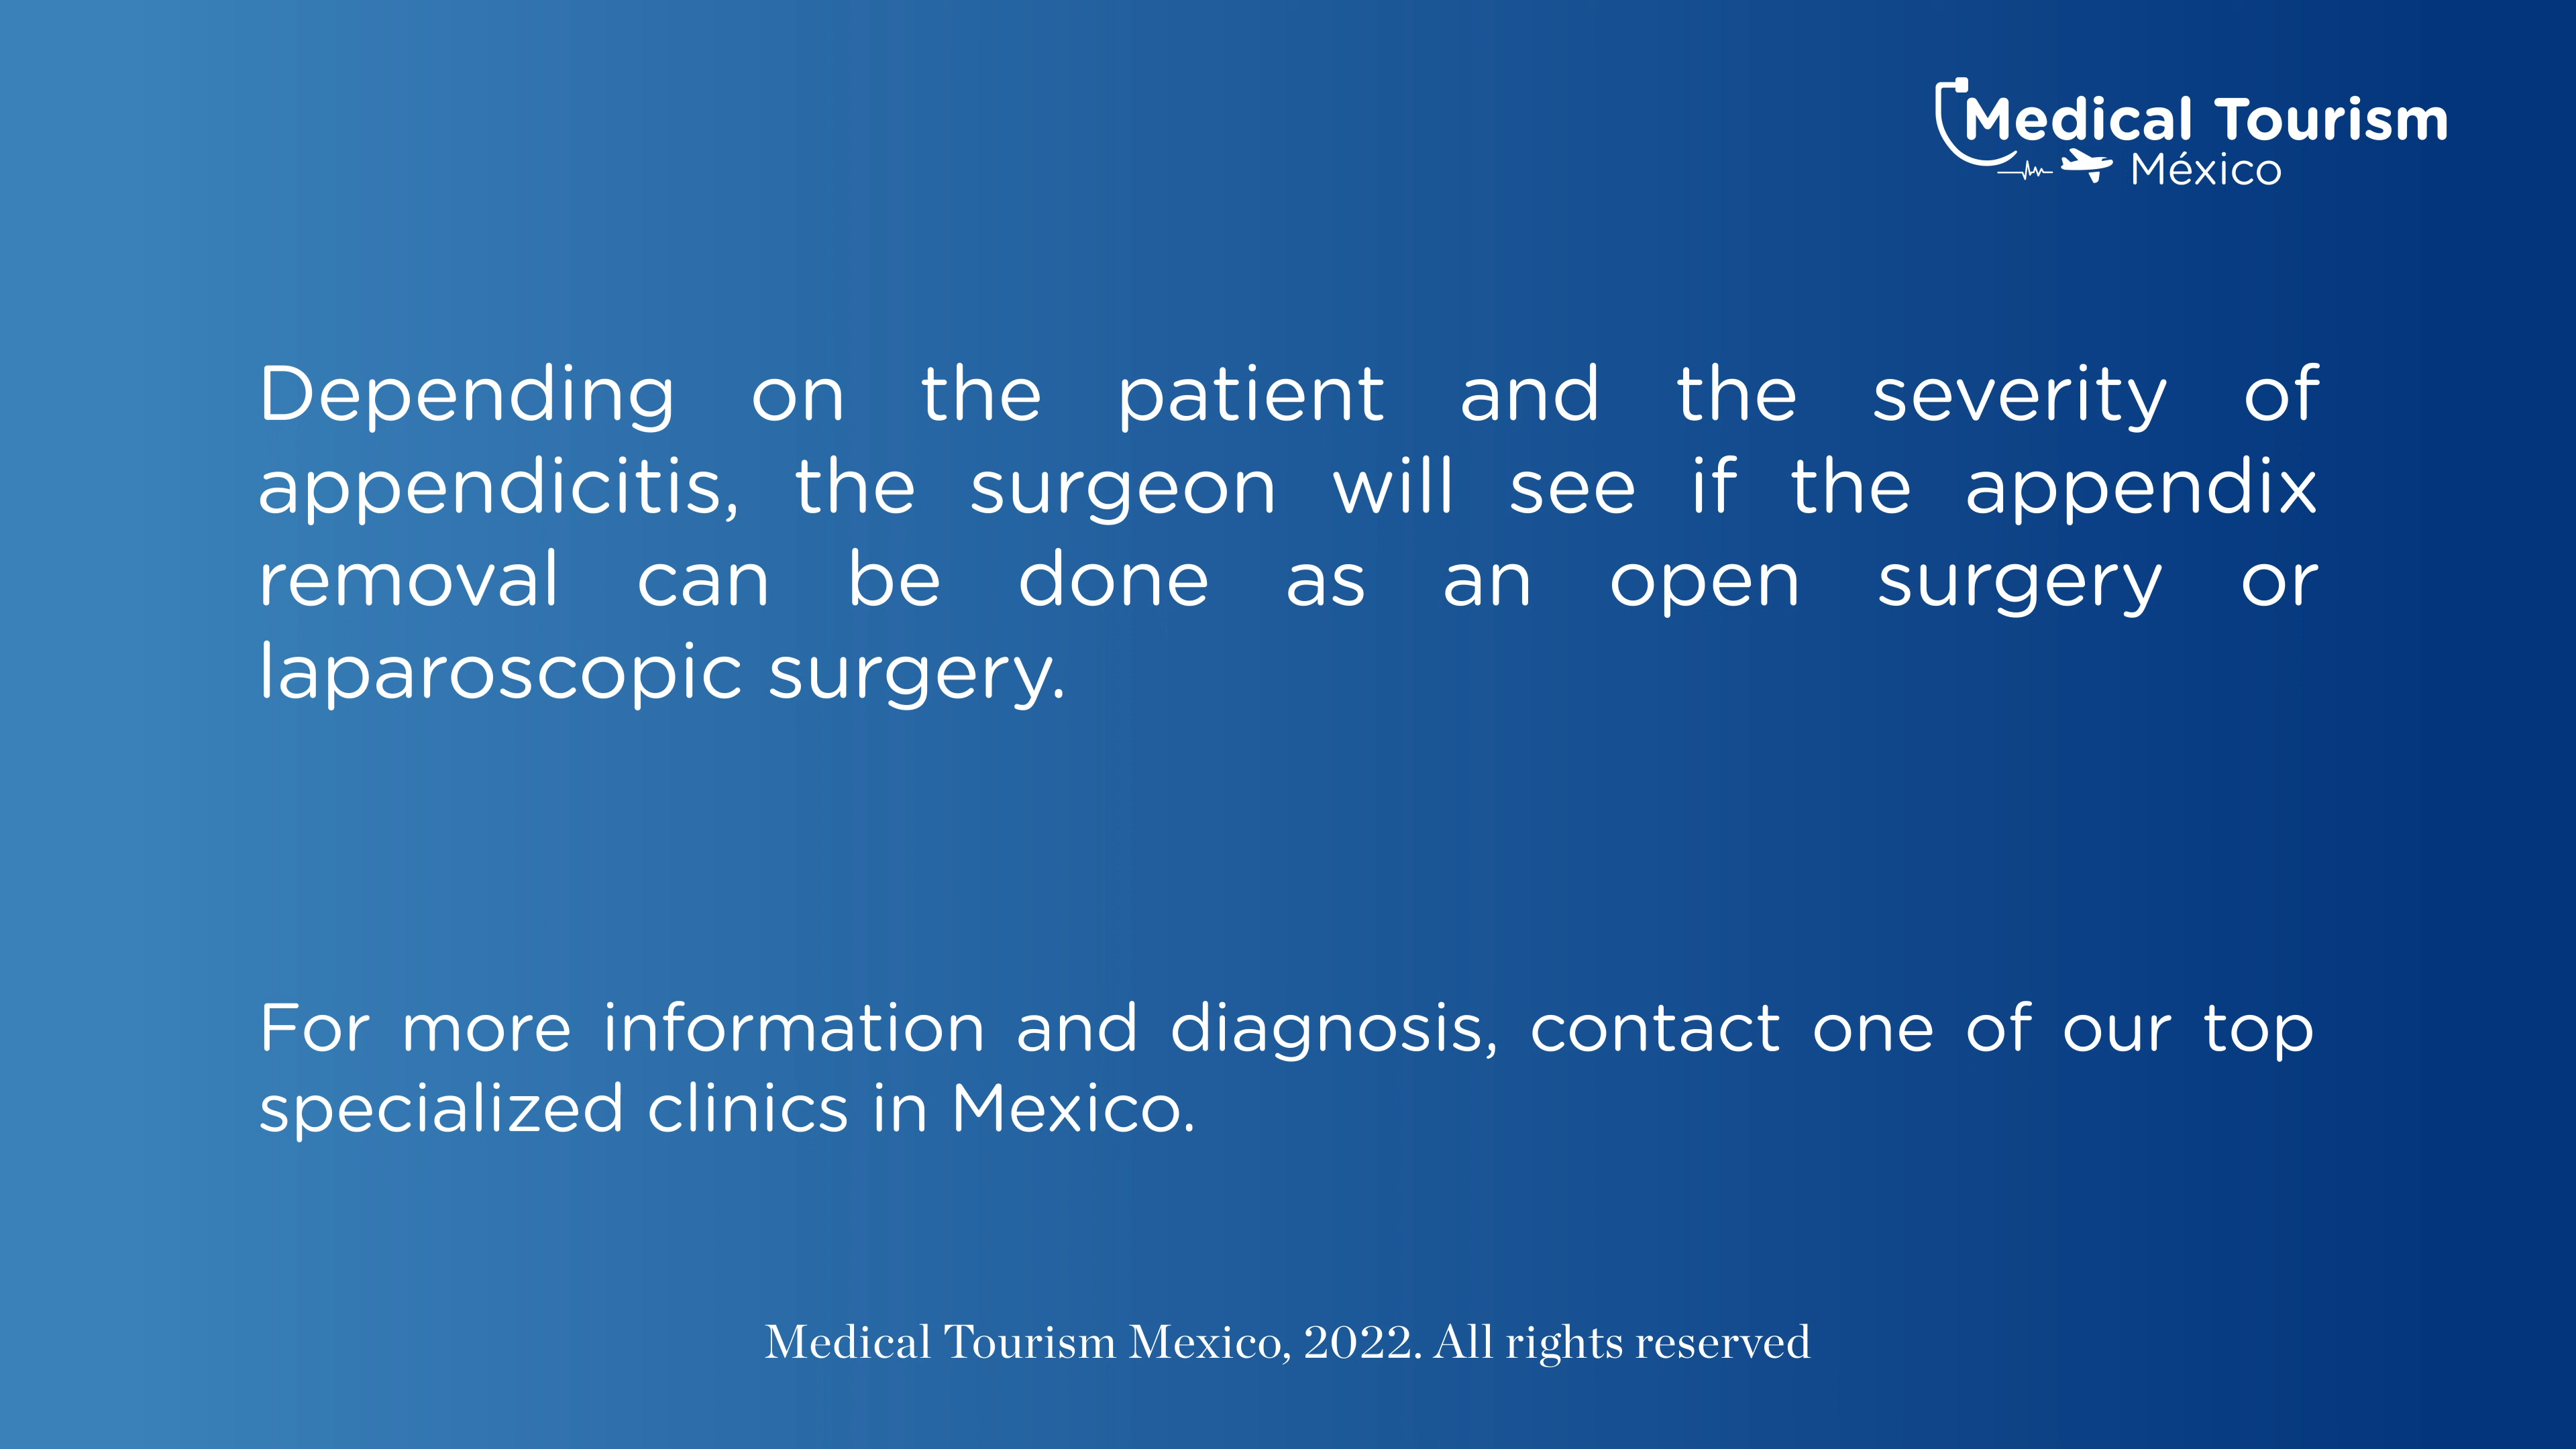 Medical Tourism
México
Depending on the patient and the severity of
appendicitis, the surgeon will see if the appendix
removal can be done as an open surgery or
laparoscopic surgery.
For more information and diagnosis, contact one of our top
specialized clinics in Mexico.
Medical Tourism Mexico, 2022. All rights reserved